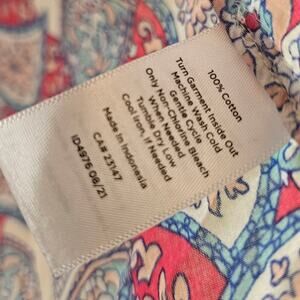 100% Cotton
Turn Garment Inside Out
Machine Wash Cold
Gentle Cycle
Only Non-Chlorine Bleach
When Needed
Tumble Dry Low
Cool Iron If Needed
Made in Indonesia
CA# 23147
ID4976 08/21